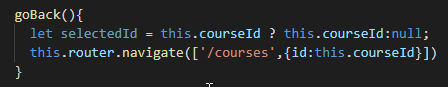 goBack(){
let selectedId = this.courseId ? this.courseId:null;
this.router.navigate(['/courses',{id:this.courseId}])
}